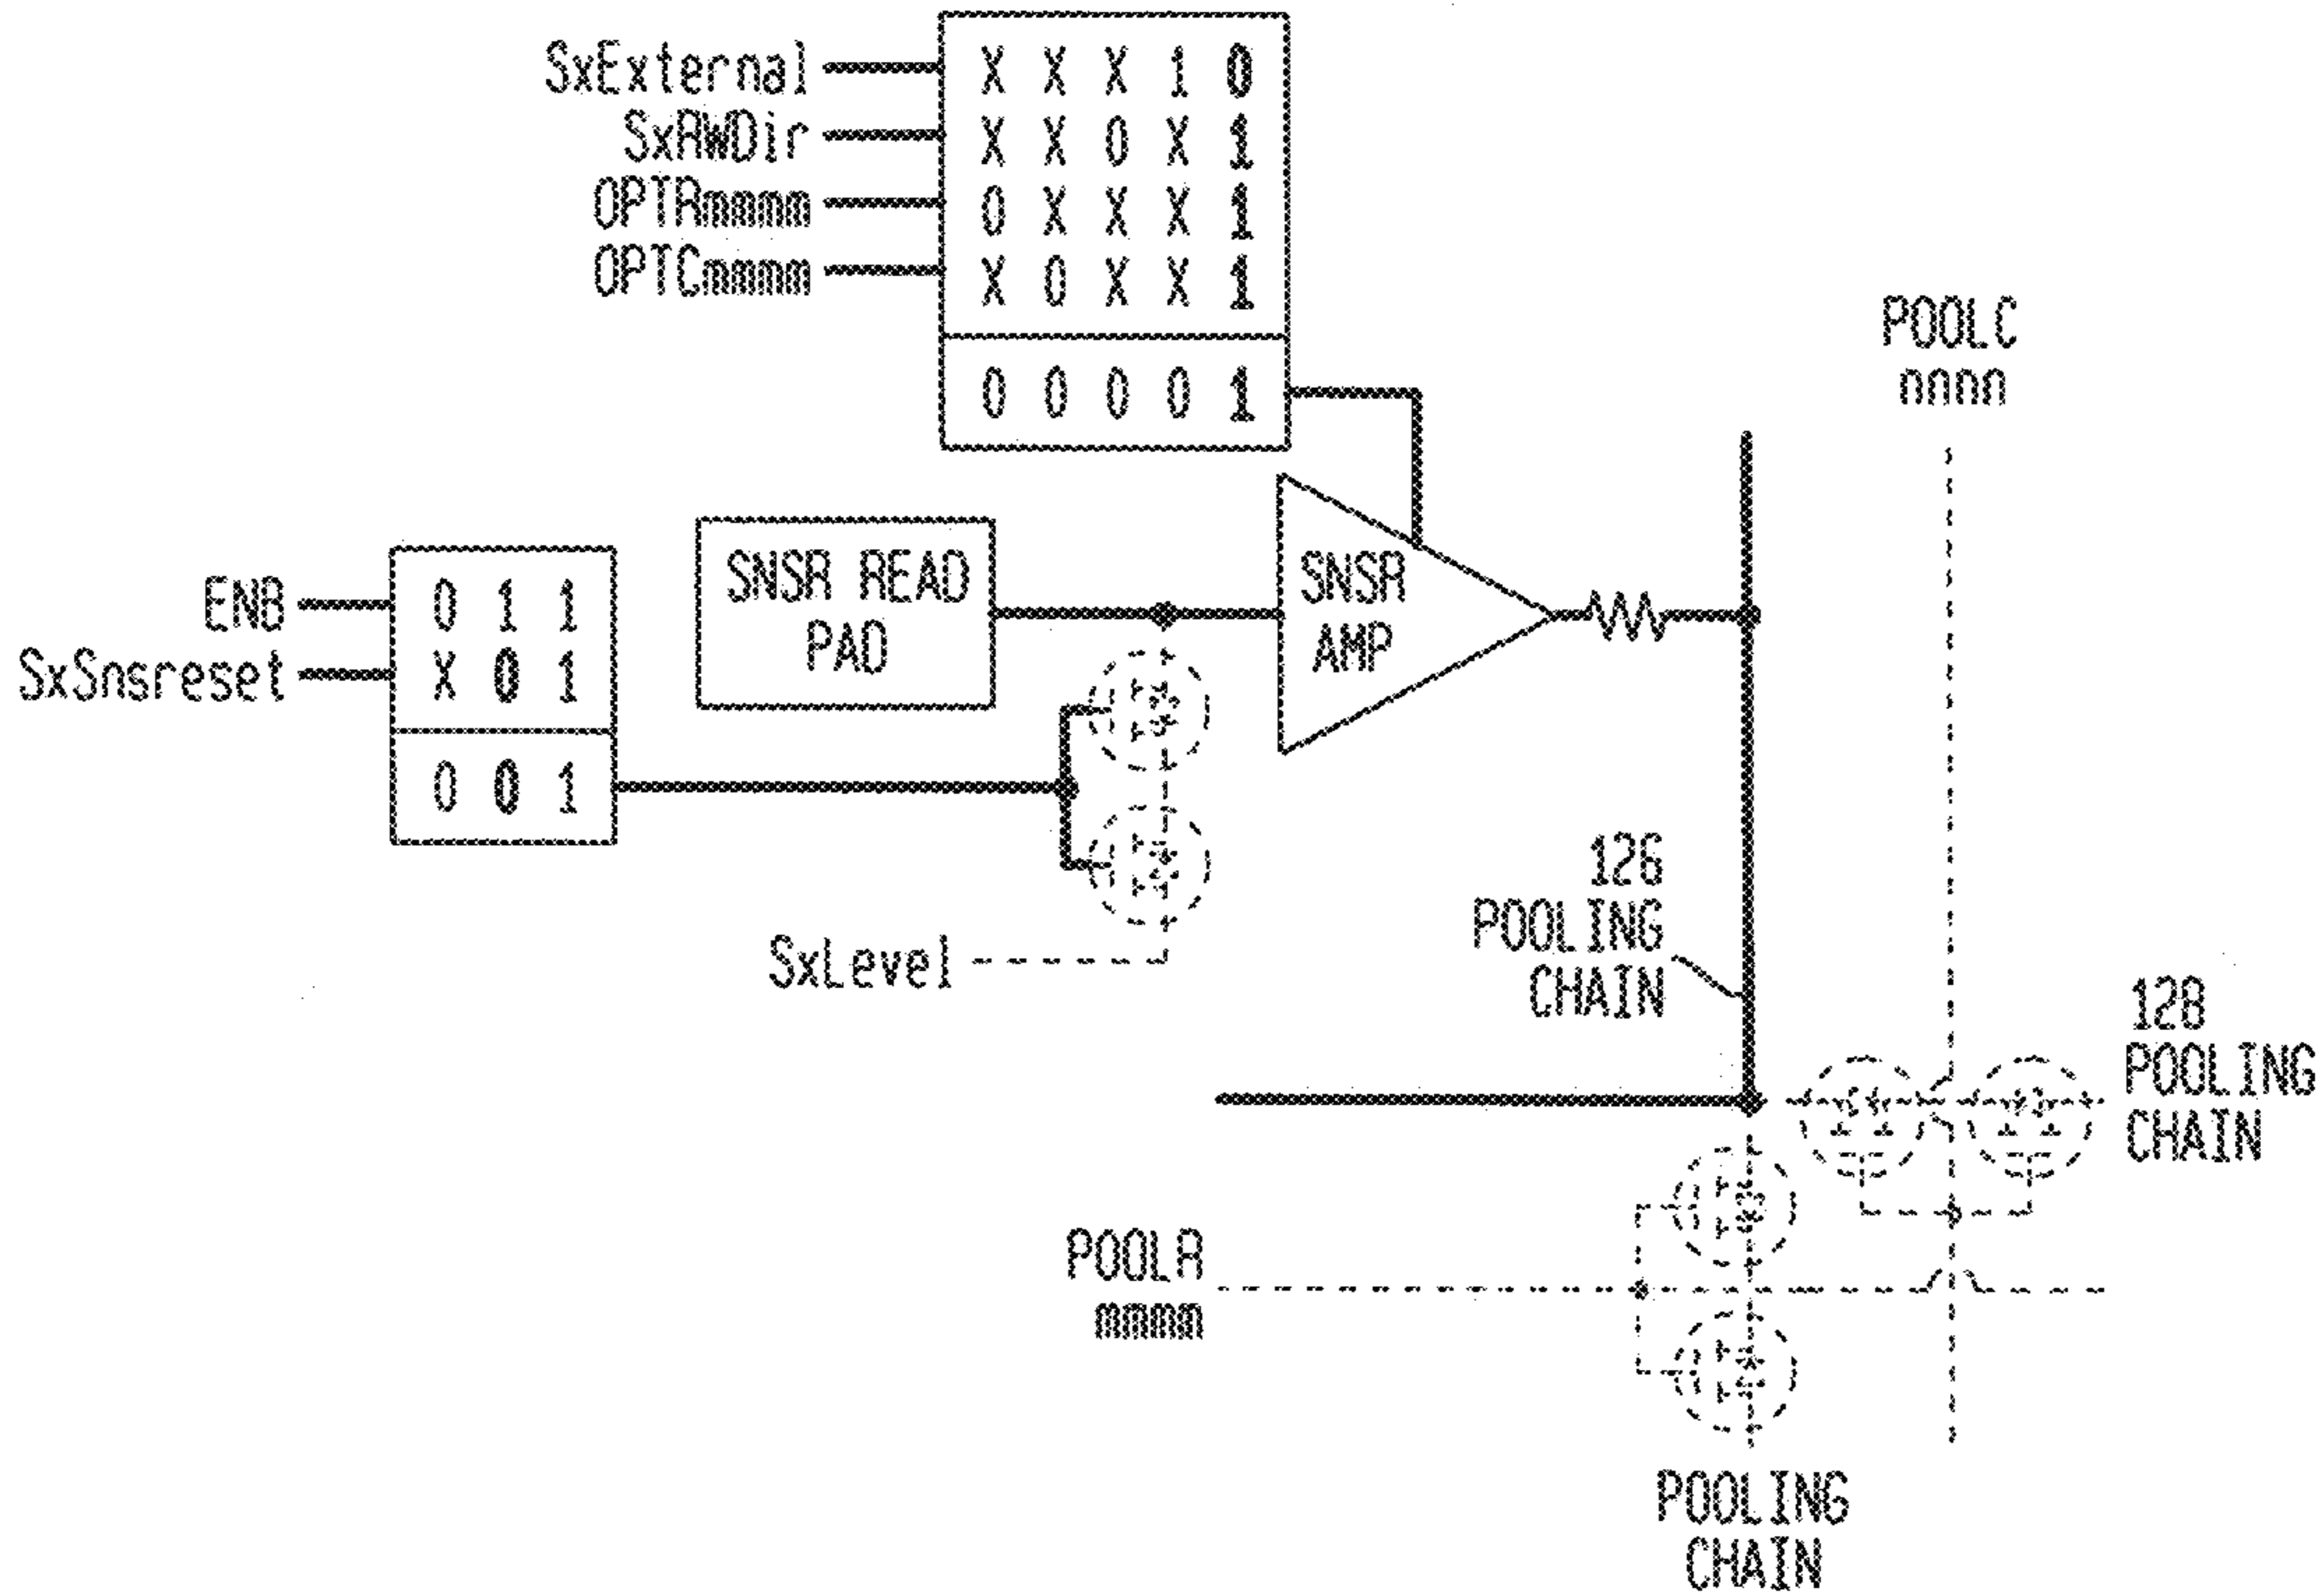 SxExternal
SxRWDir
OPTRmmmm
OPTCmmmm
X X X 1 0
X X 0 X 1
0 X X X 1
X 0 X X 1
0 0 0 0 1
POOLC
nnnn
ENB
SxSnsreset
0 1 1
X 0 1
0 0 1
SNSR READ
PAD
SNSR
AMP
SxLevel
126
POOLING
CHAIN
128
POOLING
CHAIN
POOLR
mmmm
POOLING
CHAIN